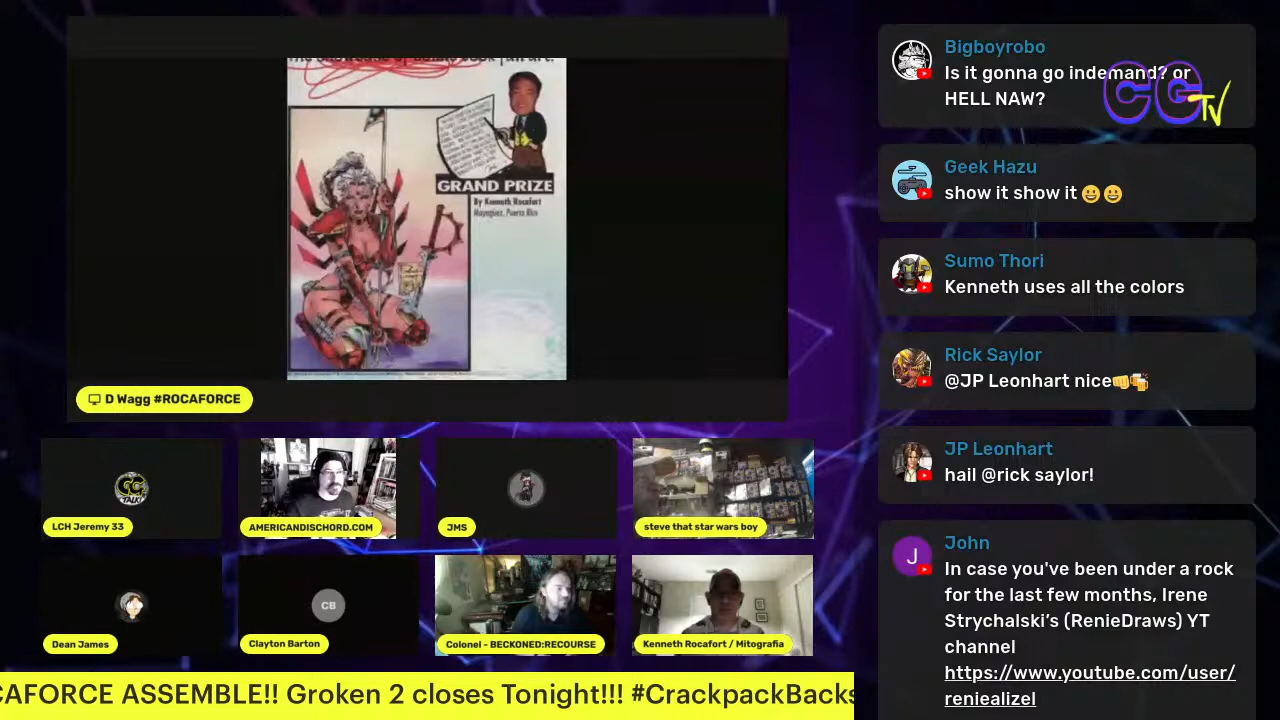 GRAND PRIZE
By Kenneth Rocafort
Mayagüez, Puerto Rico
D Wagg #ROCAFORCE
LCH Jeremy 33
AMERICANDISCHORD.COM
JMS
steve that star wars boy
Dean James
CB
Clayton Barton
Colonel - BECKONED:RECOURSE
Kenneth Rocafort / Mitografia
CAFORCE ASSEMBLE!! Groken 2 closes Tonight!!! #CrackpackBacks
Bigboyrobo
Is it gonna go indemand? or
HELL NAW?
CG TV
Geek Hazu
show it show it 😀 😀
Sumo Thori
Kenneth uses all the colors
Rick Saylor
@JP Leonhart nice👊🍻
JP Leonhart
hail @rick saylor!
J
John
In case you've been under a rock
for the last few months, Irene
Strychalski’s (RenieDraws) YT
channel
https://www.youtube.com/user/
reniealizel